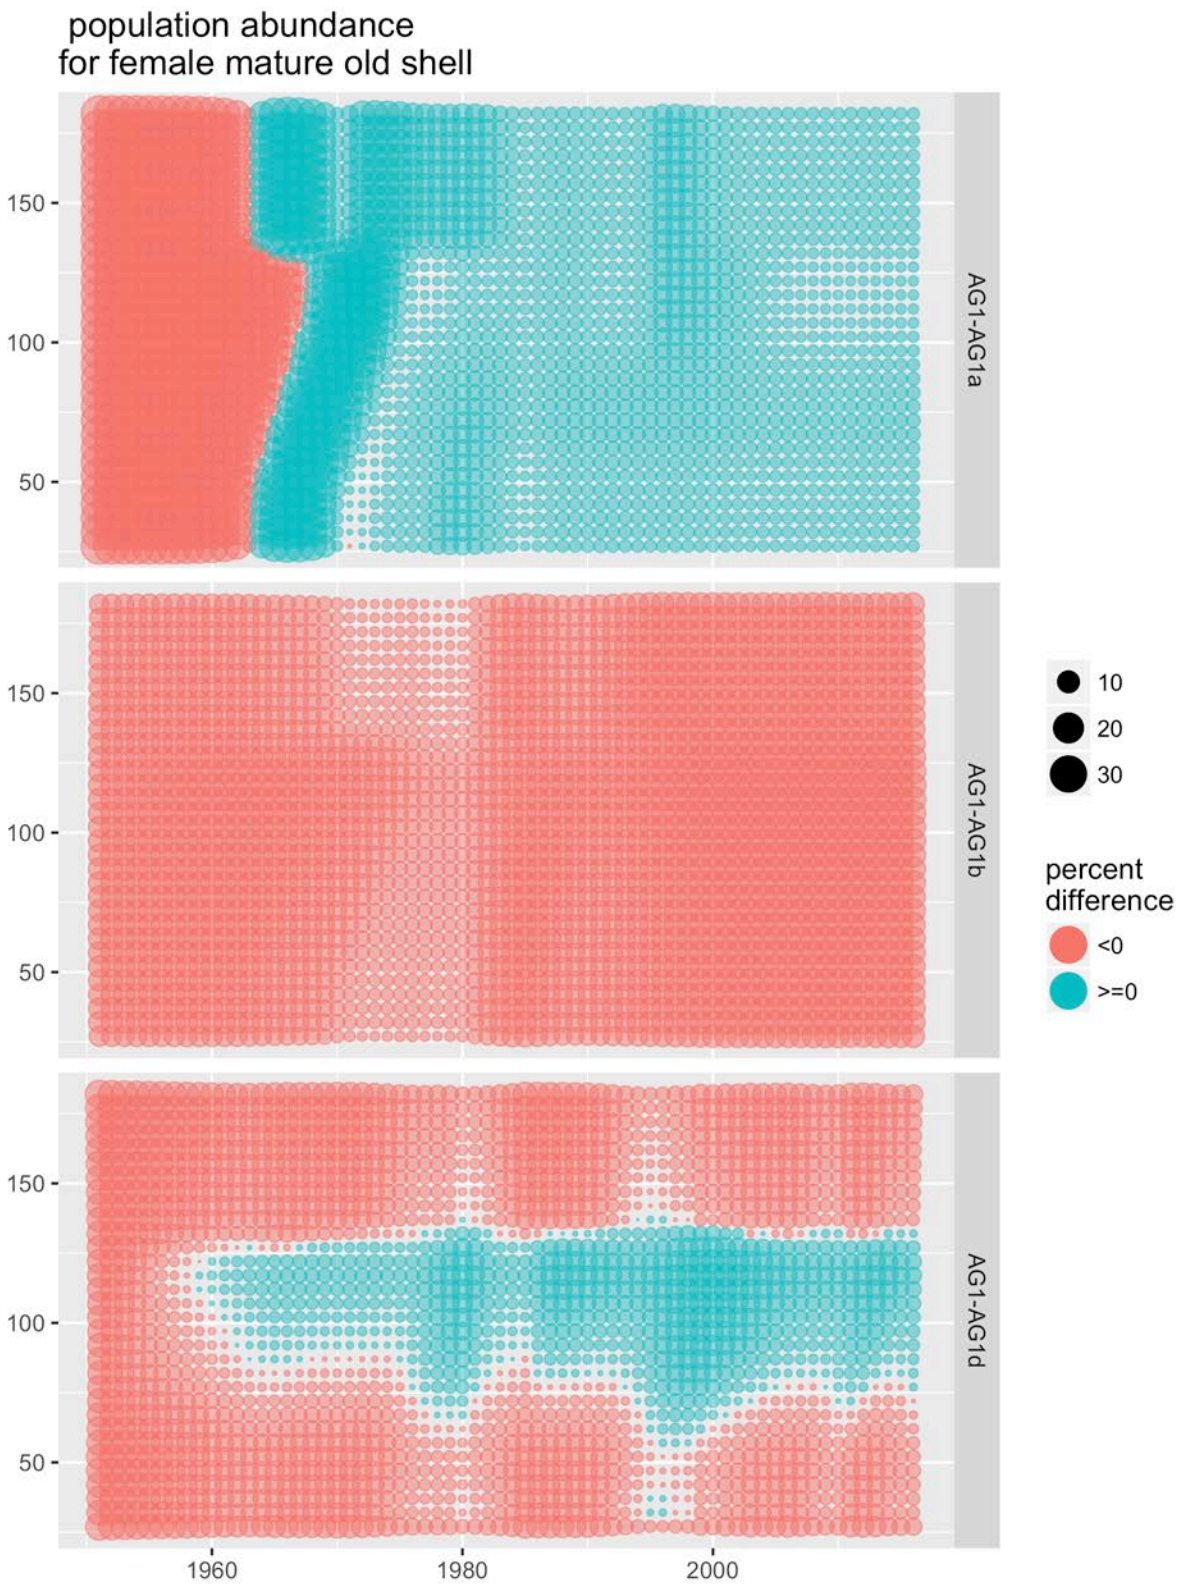 population abundance
for female mature old shell
150
100
50
AG1-AG1a
150
100
50
AG1-AG1b
150
100
50
AG1-AG1d
1960 1980 2000
10
20
30
percent
difference
<0
>=0